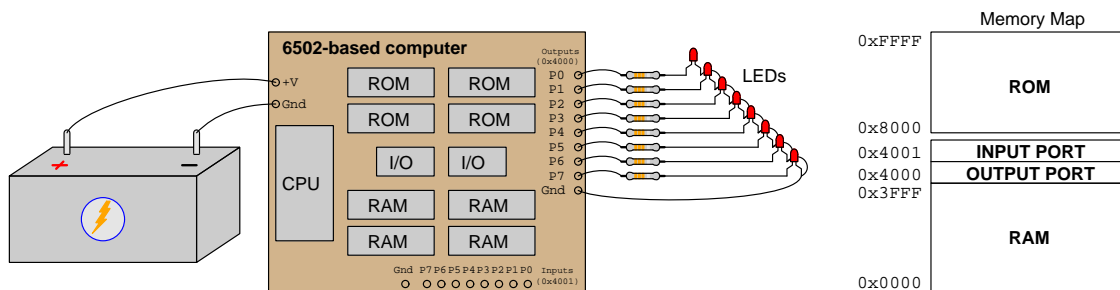 6502-based computer
Outputs
(0x4000)
+V
Gnd
ROM
ROM
ROM
ROM
CPU
I/O
I/O
RAM
RAM
RAM
RAM
P0
P1
P2
P3
P4
P5
P6
P7
Gnd
Gnd P7 P6 P5 P4 P3 P2 P1 P0
Inputs
(0x4001)
LEDs
Memory Map
0xFFFF
ROM
0x8000
0x4001
INPUT PORT
0x4000
OUTPUT PORT
0x3FFF
RAM
0x0000
+
-